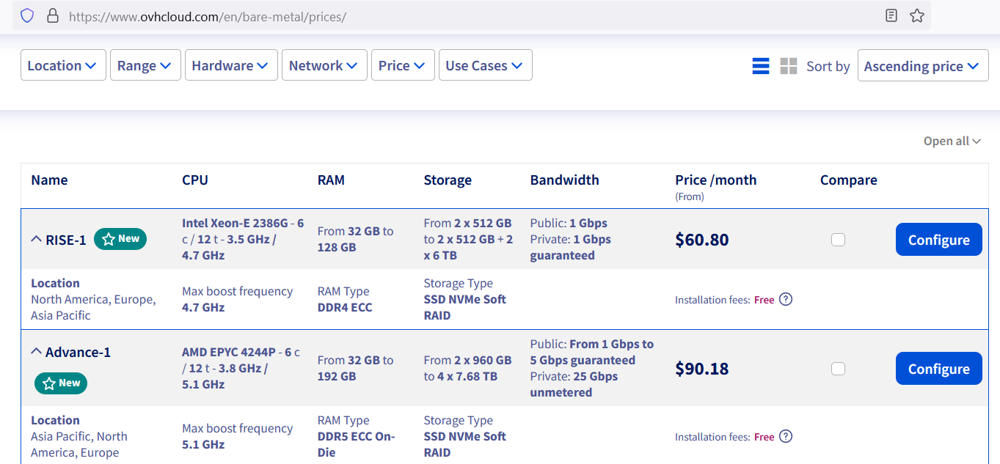 https://www.ovhcloud.com/en/bare-metal/prices/
Location Range Hardware Network Price Use Cases Sort by Ascending price
Open all
Name CPU RAM Storage Bandwidth Price /month Compare
(From)
RISE-1 New
Intel Xeon-E 2386G - 6
c / 12 t - 3.5 GHz /
4.7 GHz
From 32 GB to
128 GB
From 2 x 512 GB
to 2 x 512 GB + 2
x 6 TB
Public: 1 Gbps
Private: 1 Gbps
guaranteed
$60.80
Configure
Location
North America, Europe,
Asia Pacific
Max boost frequency
4.7 GHz
RAM Type
DDR4 ECC
Storage Type
SSD NVMe Soft
RAID
Installation fees: Free ?
Advance-1
New
AMD EPYC 4244P - 6 c
/ 12 t - 3.8 GHz /
5.1 GHz
From 32 GB to
192 GB
From 2 x 960 GB
to 4 x 7.68 TB
Public: From 1 Gbps to
5 Gbps guaranteed
Private: 25 Gbps
unmetered
$90.18
Configure
Location
Asia Pacific, North
America, Europe
Max boost frequency
5.1 GHz
RAM Type
DDR5 ECC On-
Die
Storage Type
SSD NVMe Soft
RAID
Installation fees: Free ?